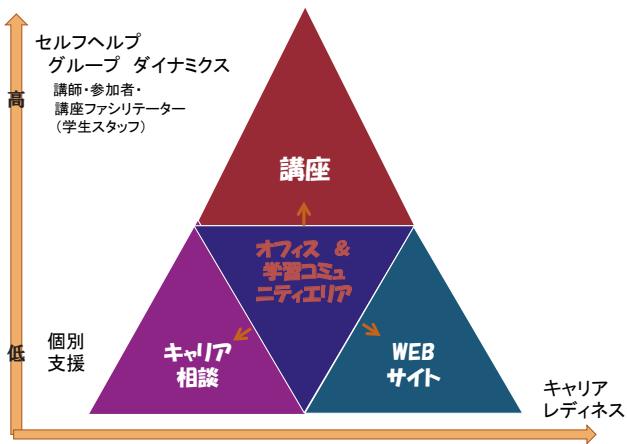 セルフヘルプ
グループ ダイナミクス
講師・参加者・
講座ファシリテーター
（学生スタッフ）
高
講座
オフィス &
学習コミュ
ニティエリア
低
個別
支援
キャリア
相談
WEB
サイト
キャリア
レディネス